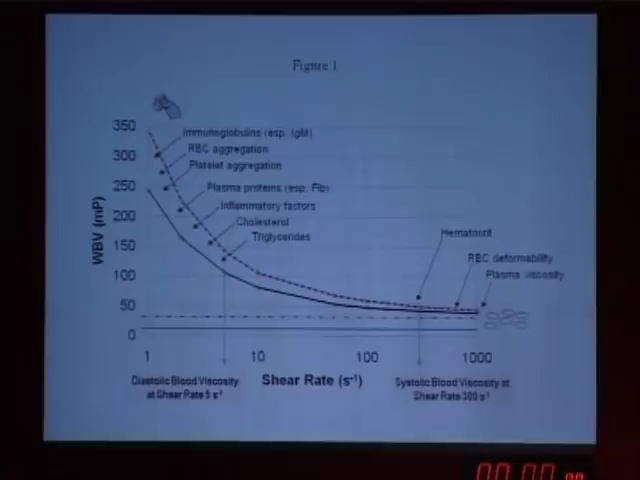 Figure 1
350
300
250
200
150
100
50
0
WBV (mP)
Immunoglobulins (esp. IgM)
RBC aggregation
Platelet aggregation
Plasma proteins (esp. Fib)
Inflammatory factors
Cholesterol
Triglycerides
Hematocrit
RBC deformability
Plasma viscosity
1
10
100
1000
Shear Rate (s⁻¹)
Diastolic Blood Viscosity
at Shear Rate 5 s⁻¹
Systolic Blood Viscosity at
Shear Rate 300 s⁻¹
00:00